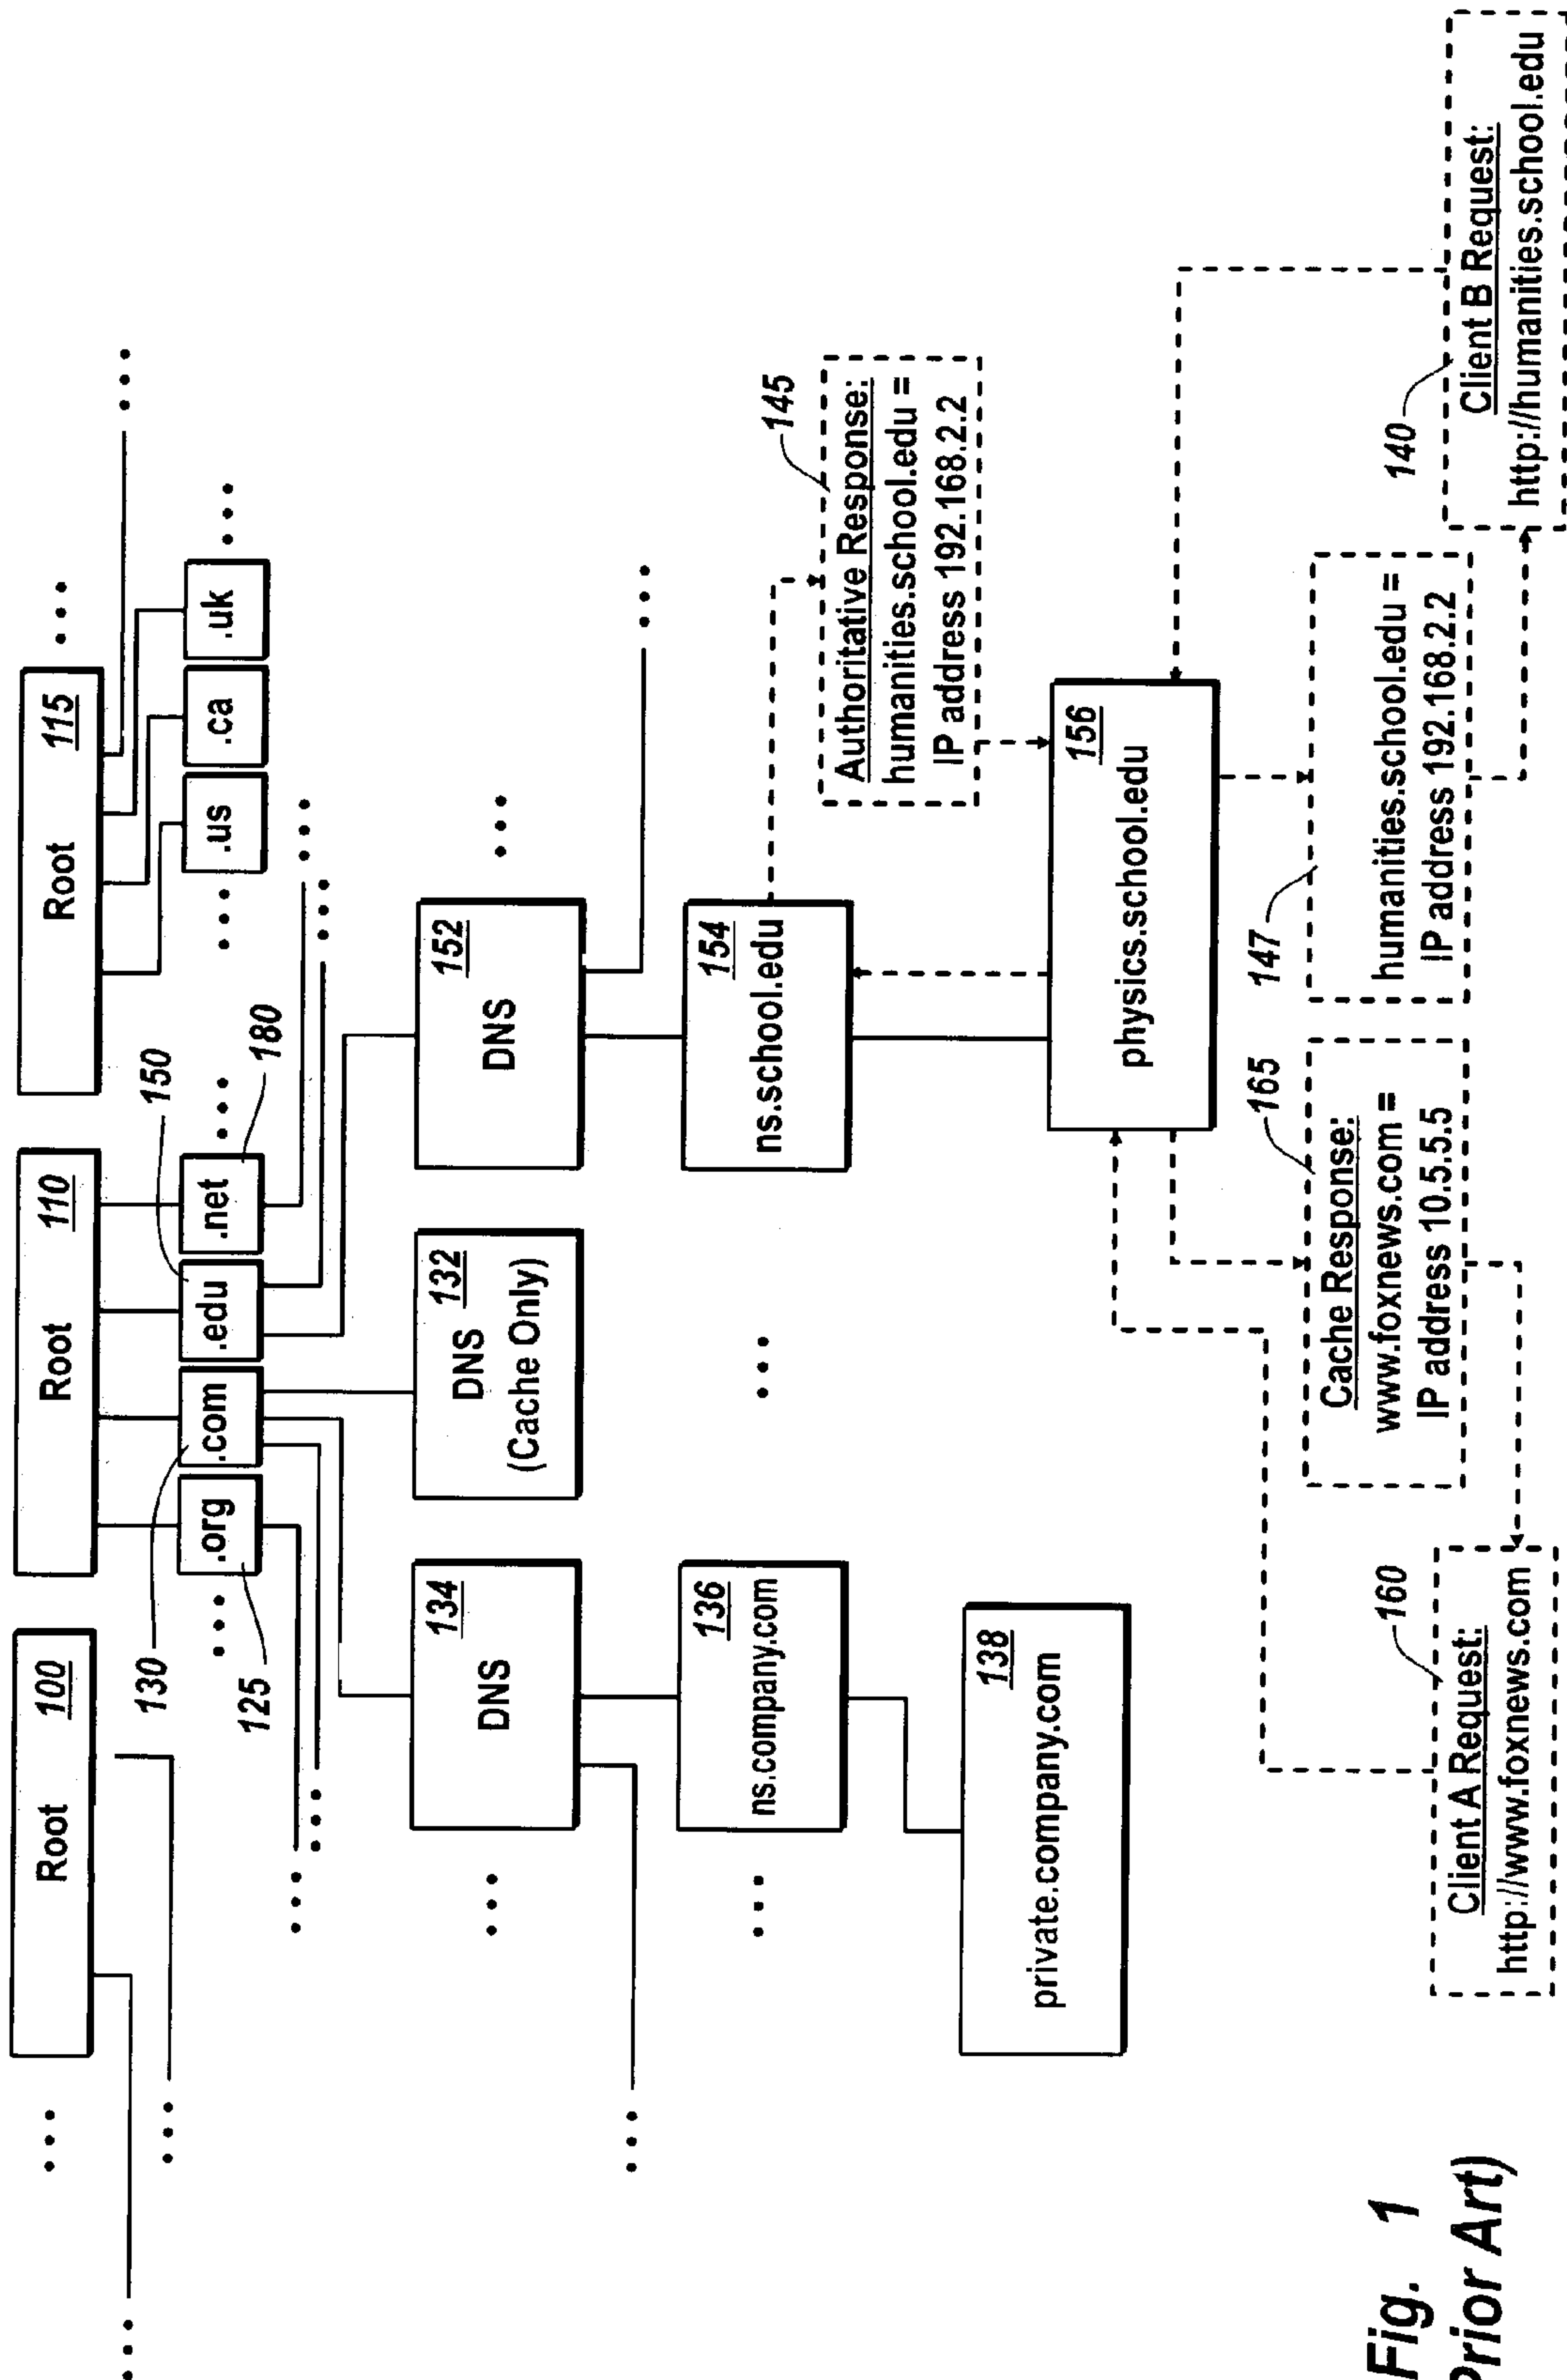 Root 100
Root 110
Root 115
.org
.com
.edu
.net
.us
.ca
.uk
130
125
150
180
DNS 134
DNS 132
(Cache Only)
DNS 152
ns.company.com 136
ns.school.edu 154
private.company.com 138
physics.school.edu 156
145
Authoritative Response:
humanities.school.edu =
IP address 192.168.2.2
165
Cache Response:
www.foxnews.com =
IP address 10.5.5.5
147
humanities.school.edu =
IP address 192.168.2.2
160
Client A Request:
http://www.foxnews.com
140
Client B Request:
http://humanities.school.edu
Fig. 1
Prior Art)